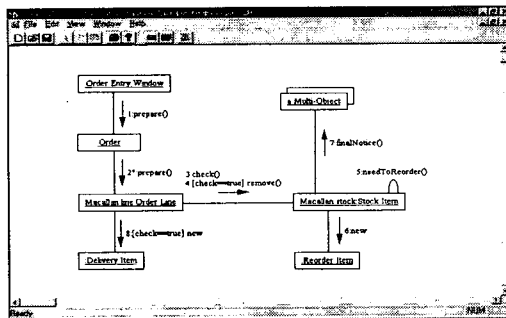 File Edit View Window Help
Order Entry Window
1:prepare()
a Multi-Object
Order
7 finalNotice()
2* prepare()
3 check()
4 [check==true] remove()
5:needToReorder()
Macallan line Order Lane
Macallan stock Stock Item
8:[check==true] new
6:new
Delivery Item
Reorder Item
Ready
NUM